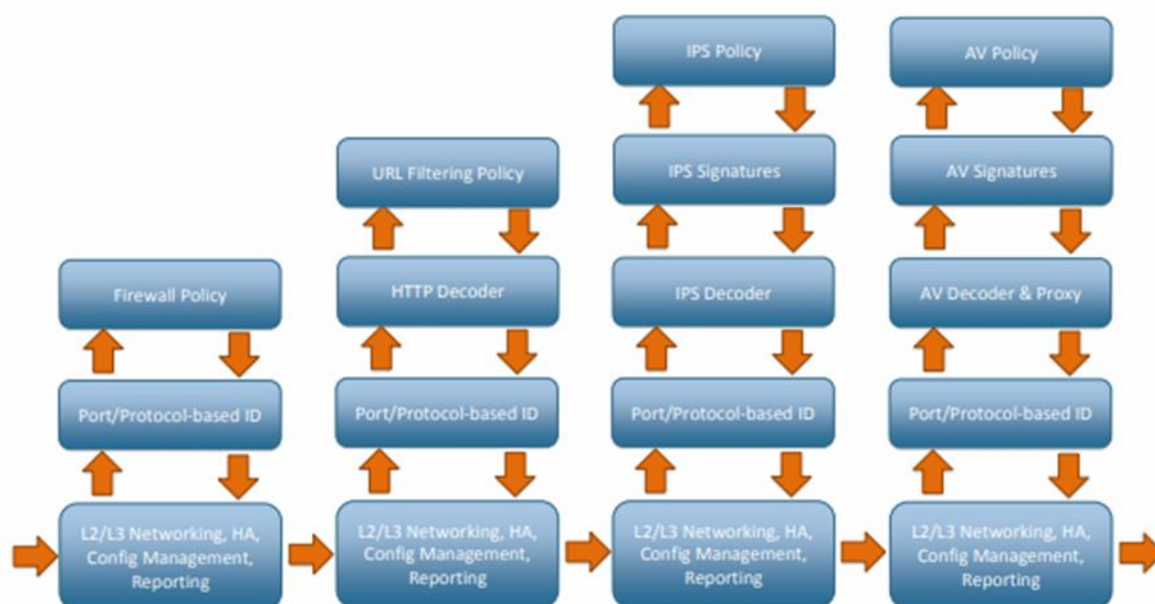 IPS Policy
AV Policy
URL Filtering Policy
IPS Signatures
AV Signatures
Firewall Policy
HTTP Decoder
IPS Decoder
AV Decoder & Proxy
Port/Protocol-based ID
Port/Protocol-based ID
Port/Protocol-based ID
Port/Protocol-based ID
L2/L3 Networking, HA,
Config Management,
Reporting
L2/L3 Networking, HA,
Config Management,
Reporting
L2/L3 Networking, HA,
Config Management,
Reporting
L2/L3 Networking, HA,
Config Management,
Reporting